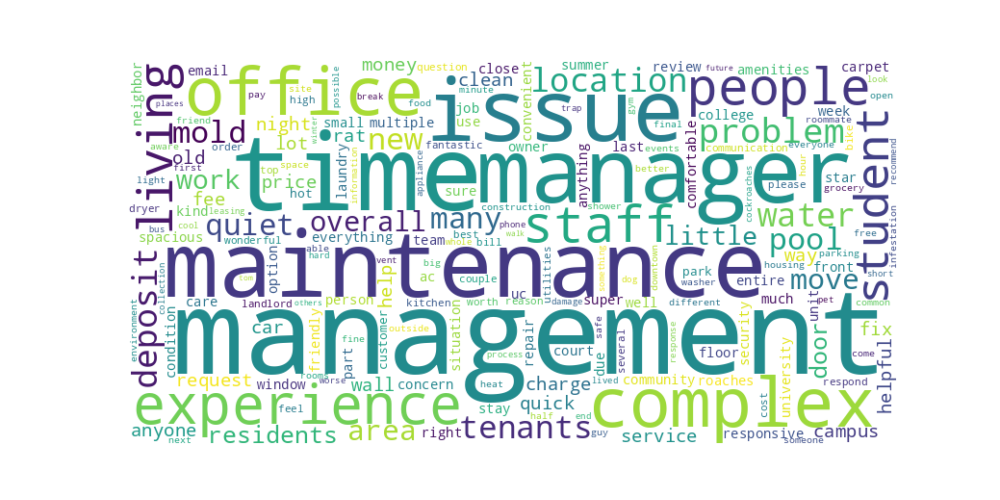 management
maintenance
time
manager
issue
complex
office
experience
staff
people
student
living
location
problem
deposit
mold
tenants
overall
many
water
pool
move
quiet
new
work
area
residents
little
door
old
night
lot
rat
price
fee
money
clean
email
small
multiple
job
use
close
summer
review
amenities
carpet
week
college
owner
last
convenient
comfortable
anything
star
grocery
neighbor
question
future
look
open
roommate
recommend
infestation
high
site
pay
break
possible
food
minute
trap
gym
final
events
communication
everyone
bike
hour
please
better
cockroaches
shower
construction
phone
walk
sure
appliance
fantastic
information
laundry
winter
hot
space
top
order
first
aware
friend
places
light
leasing
dryer
kind
cool
bus
spacious
wonderful
everything
team
best
bill
whole
able
hard
vent
ac
big
couple
option
help
care
landlord
others
person
kitchen
worth
reason
UC
utilities
damage
super
well
something
dog
downtown
park
washer
different
housing
entire
way
front
parking
free
short
much
unit
pet
common
come
fix
helpful
respond
university
security
community
roaches
cost
floor
court
due
safe
several
response
repair
process
situation
customer
outside
fine
part
friendly
car
condition
collection
environment
request
window
wall
concern
rooms
worse
heat
lived
charge
quick
stay
half
end
guy
right
service
responsive
someone
campus
anyone
next
feel